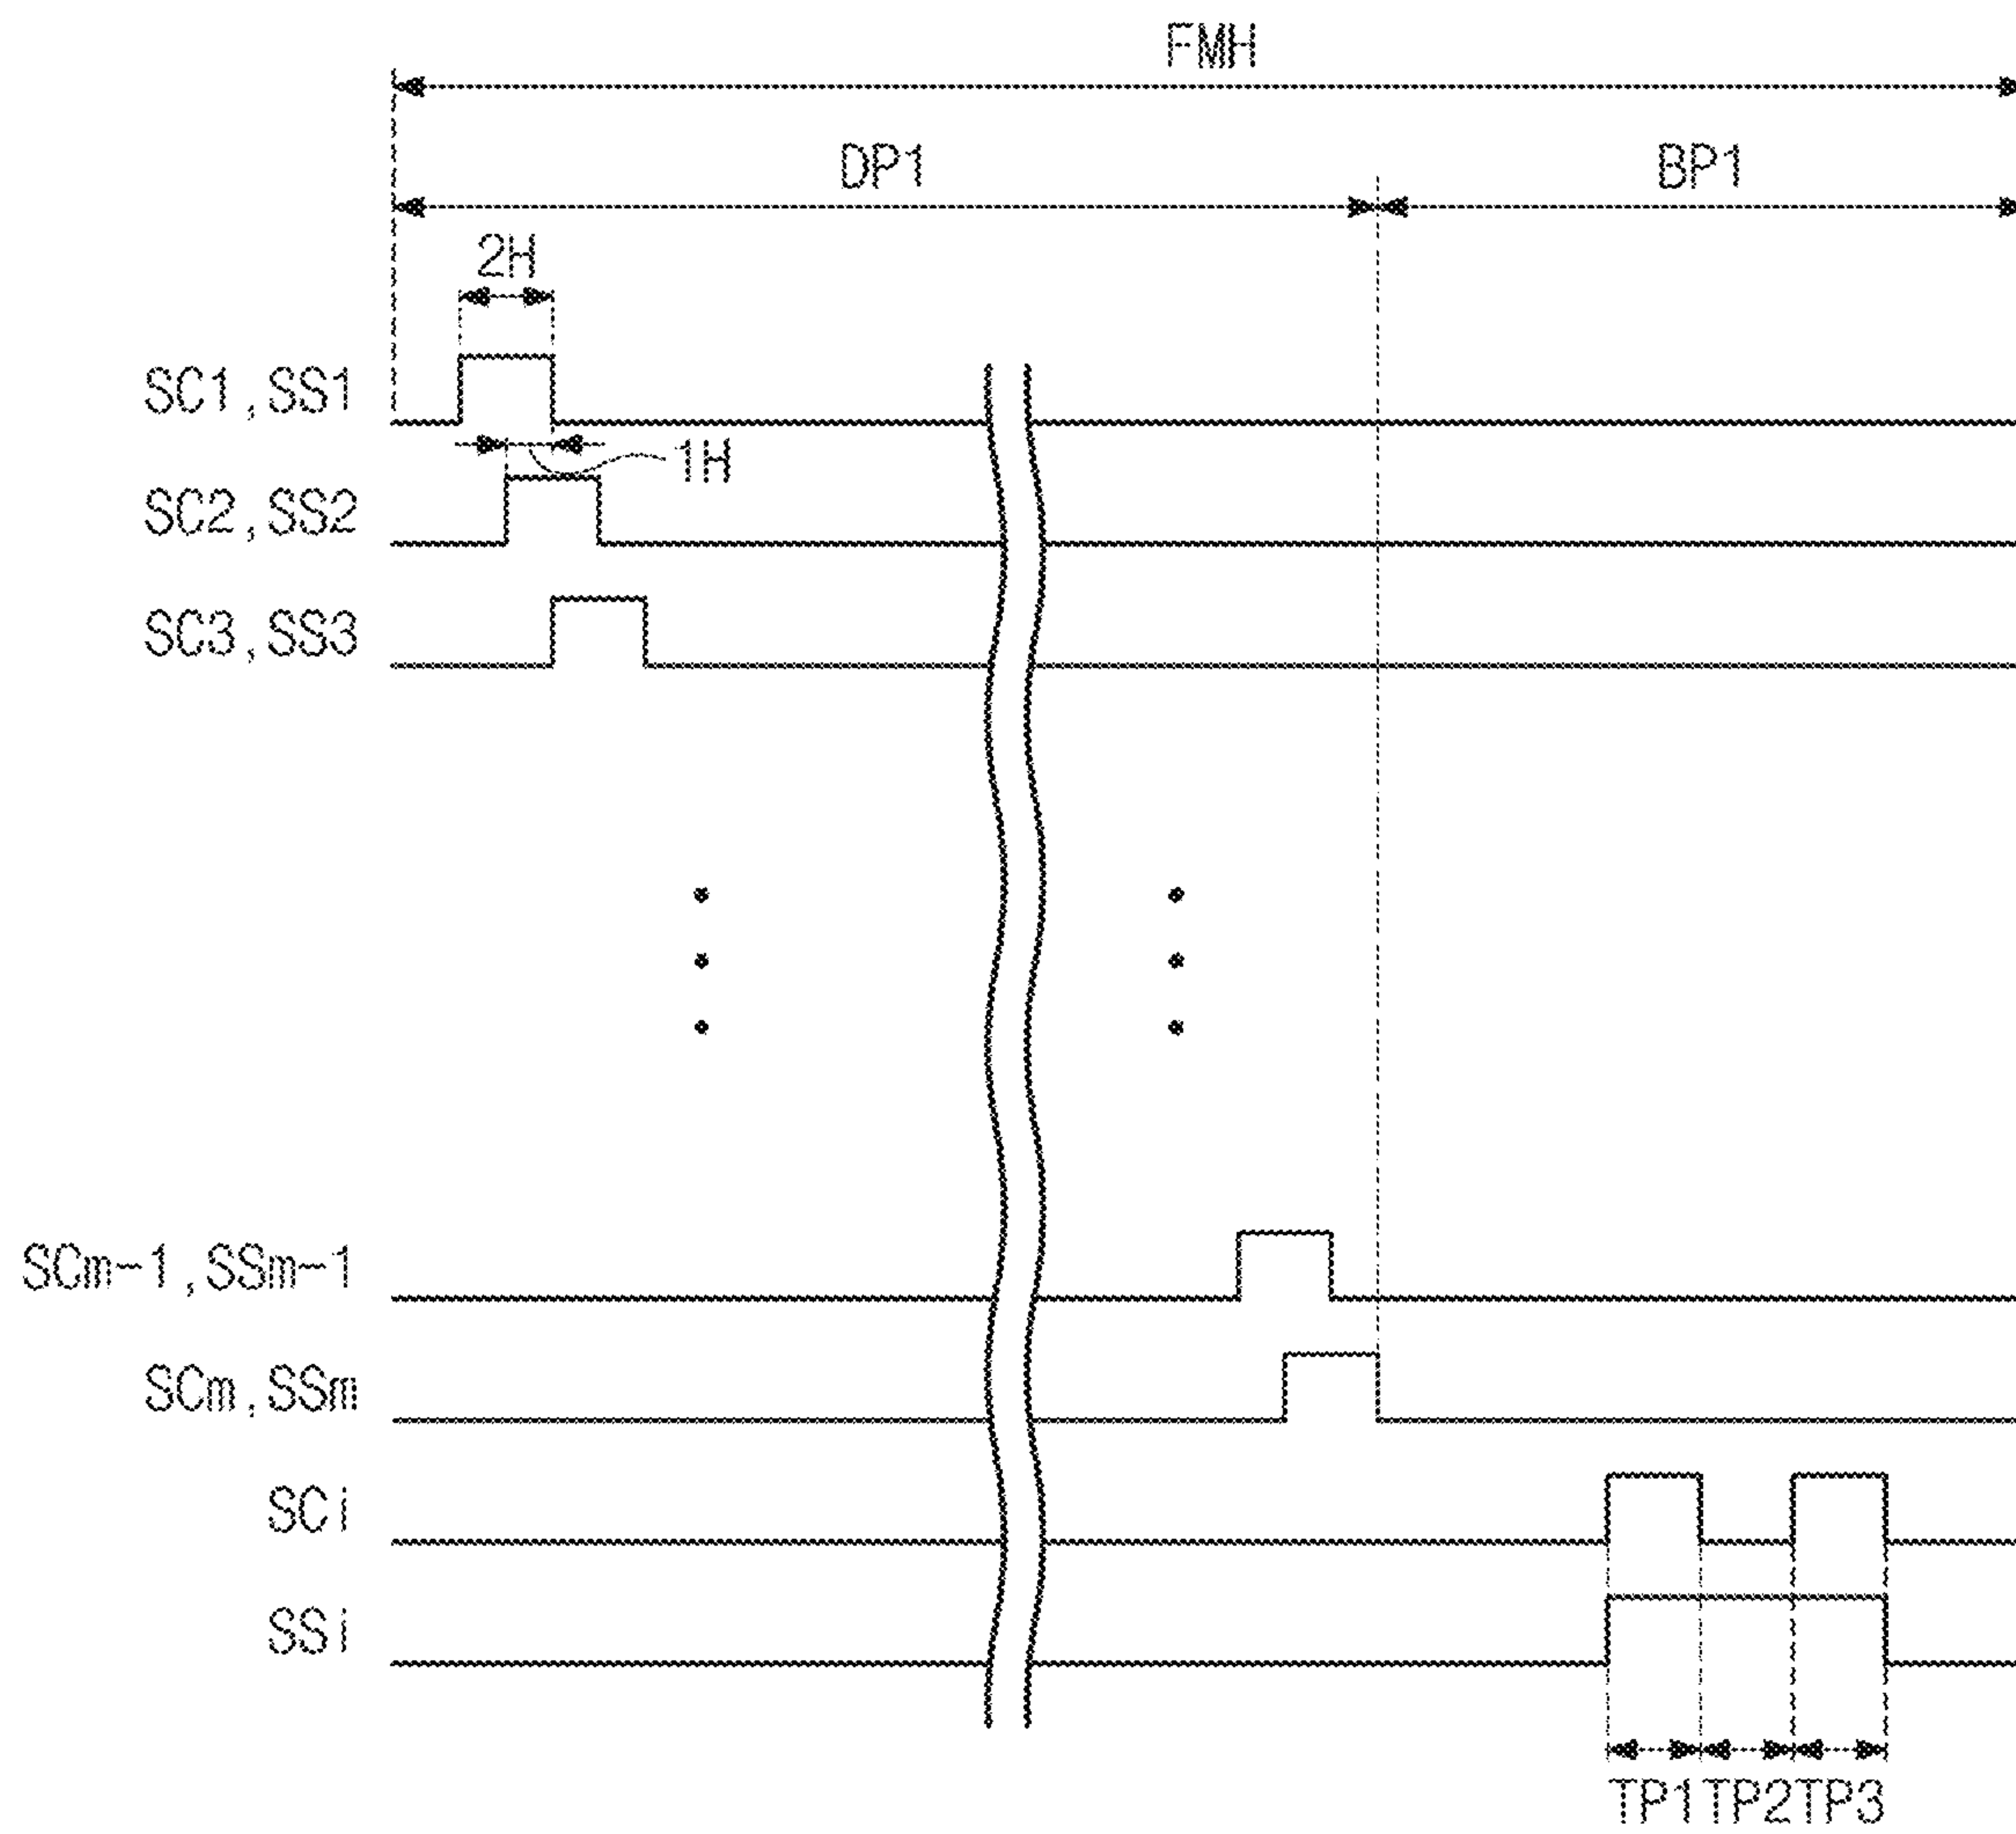 FMH
DP1
BP1
2H
SC1,SS1
1H
SC2,SS2
SC3,SS3
SCm-1,SSm-1
SCm,SSm
SCi
SSi
TP1 TP2 TP3